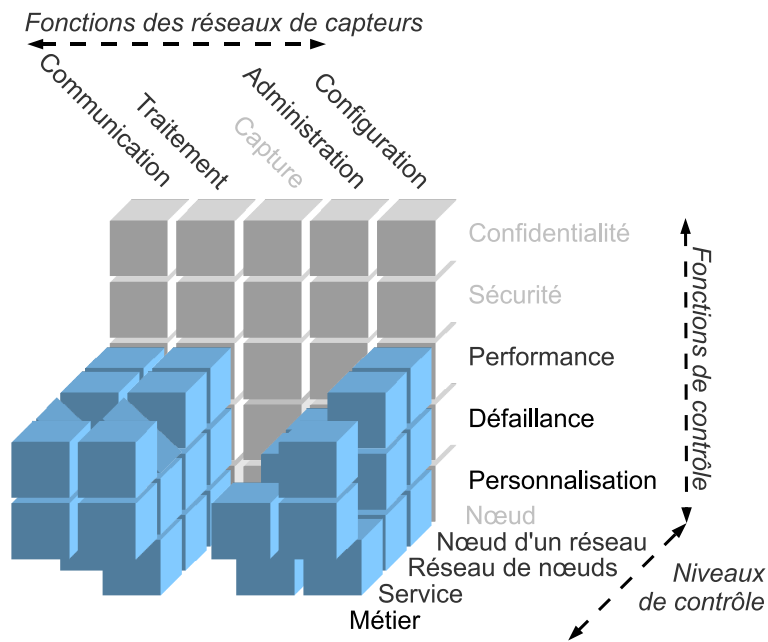 Fonctions des réseaux de capteurs
Communication
Traitement
Capture
Administration
Configuration
Confidentialité
Sécurité
Performance
Défaillance
Personnalisation
Nœud
Nœud d'un réseau
Réseau de nœuds
Service
Métier
Fonctions de contrôle
Niveaux
de contrôle